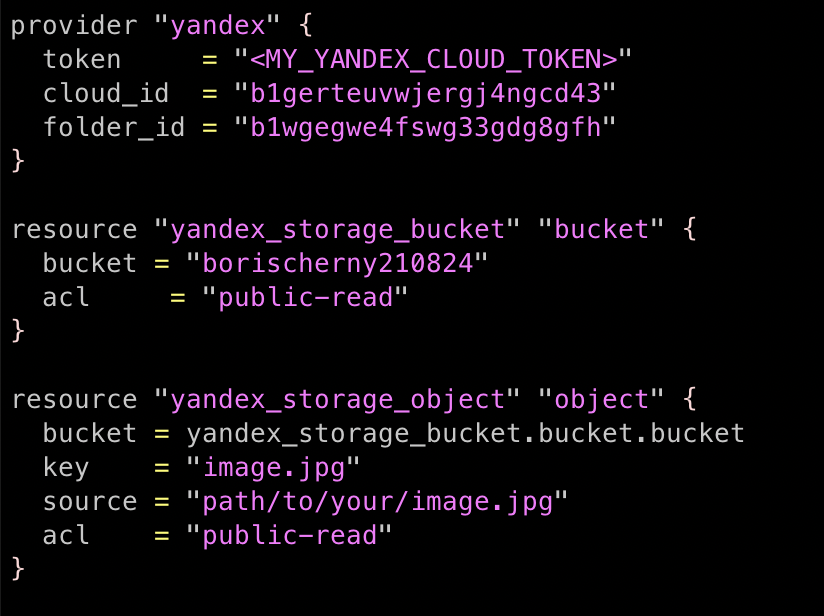 provider "yandex" {
  token     = "<MY_YANDEX_CLOUD_TOKEN>"
  cloud_id  = "b1gerteuvwjergj4ngcd43"
  folder_id = "b1wgegwe4fswg33gdg8gfh"
}

resource "yandex_storage_bucket" "bucket" {
  bucket = "borischerny210824"
  acl     = "public-read"
}

resource "yandex_storage_object" "object" {
  bucket = yandex_storage_bucket.bucket.bucket
  key    = "image.jpg"
  source = "path/to/your/image.jpg"
  acl    = "public-read"
}